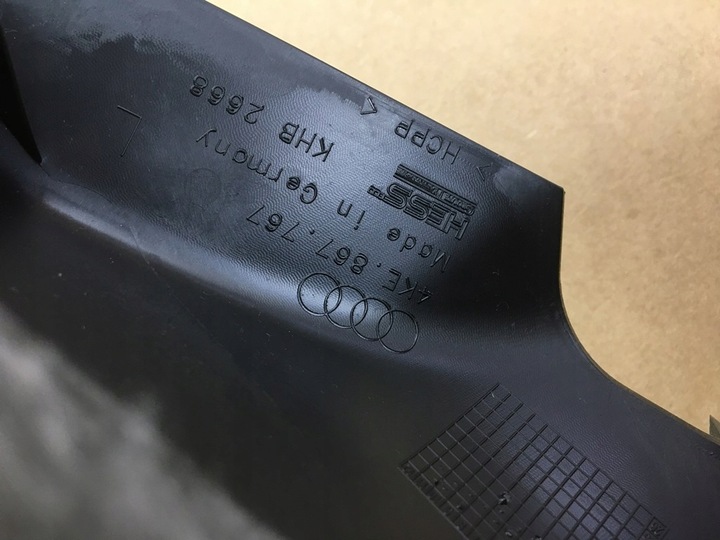 4KE.867.767
Made in Germany
HESS
KHB 2668
> HCPP <
L